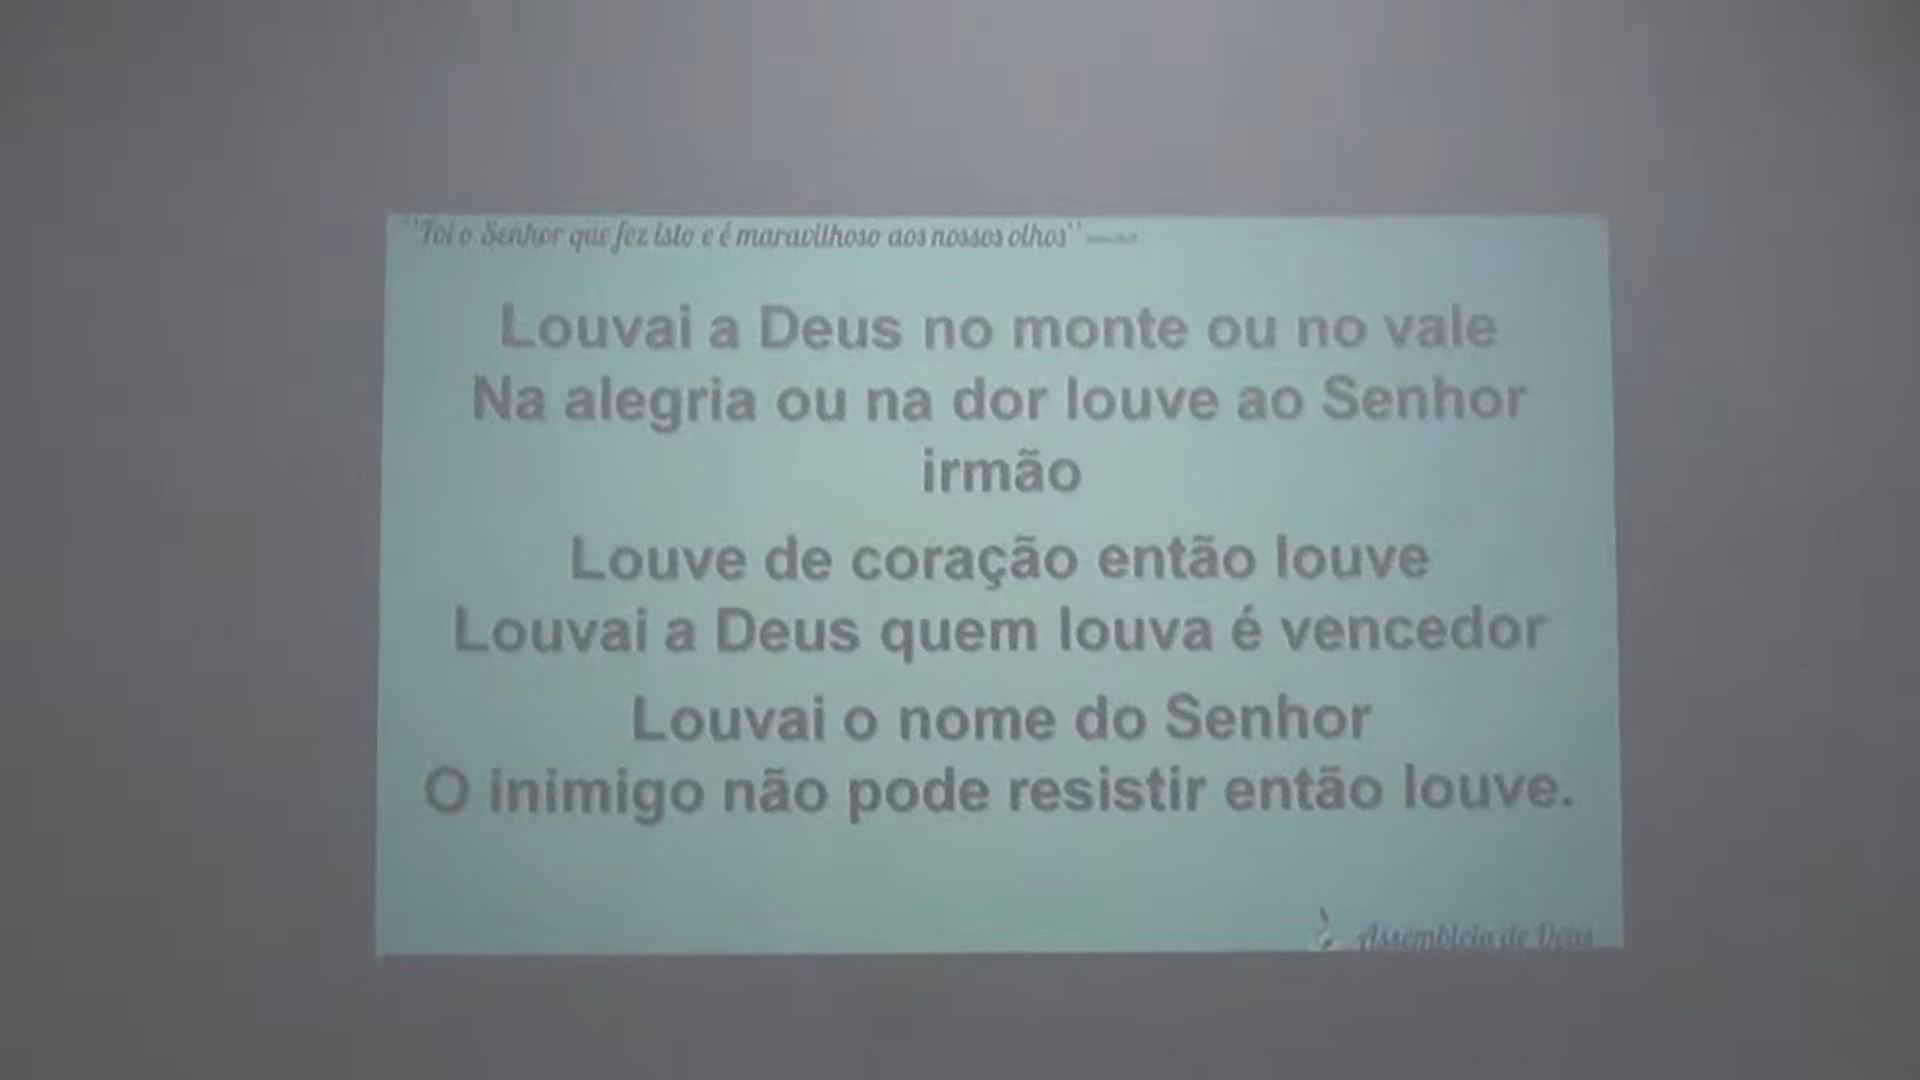 "Foi o Senhor que fez isto e é maravilhoso aos nossos olhos"
Louvai a Deus no monte ou no vale
Na alegria ou na dor louve ao Senhor
irmão
Louve de coração então louve
Louvai a Deus quem louva é vencedor
Louvai o nome do Senhor
O inimigo não pode resistir então louve.
Assembleia de Deus